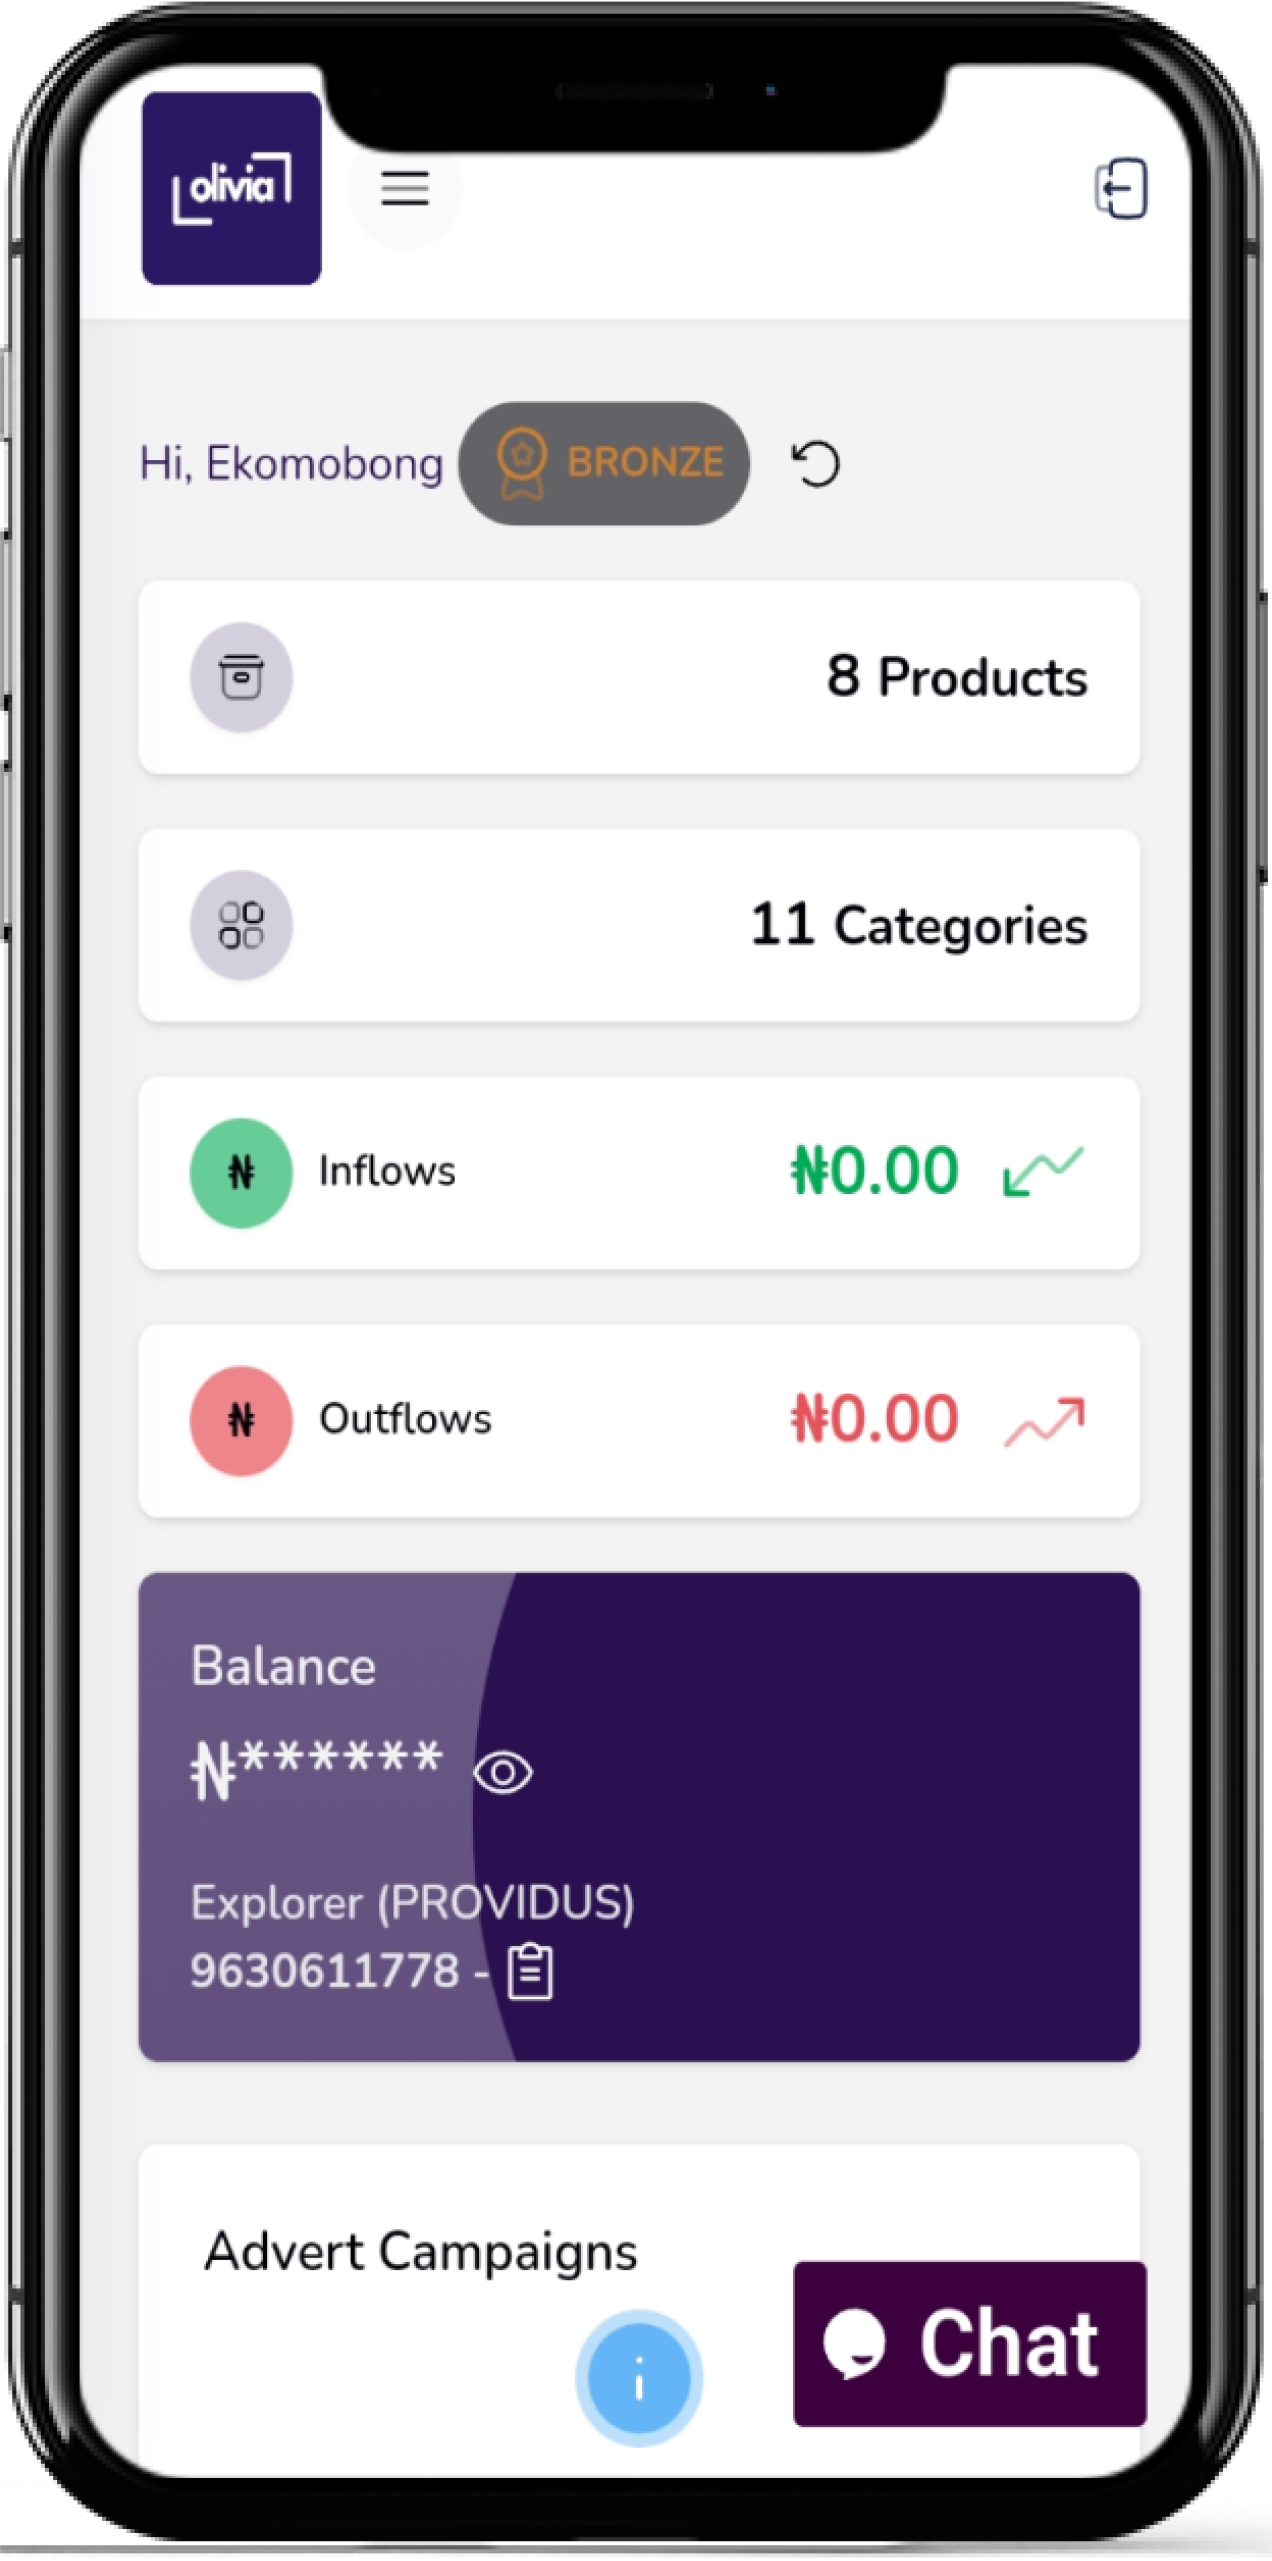 olivia
Hi, Ekomobong BRONZE
8 Products
11 Categories
₦ Inflows ₦0.00
₦ Outflows ₦0.00
Balance
₦******
Explorer (PROVIDUS)
9630611778 -
Advert Campaigns
Chat